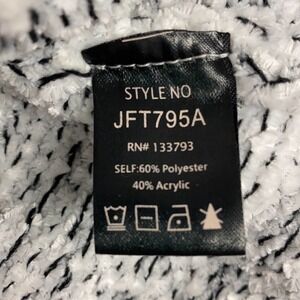 STYLE NO
JFT795A
RN# 133793
SELF:60% Polyester
40% Acrylic